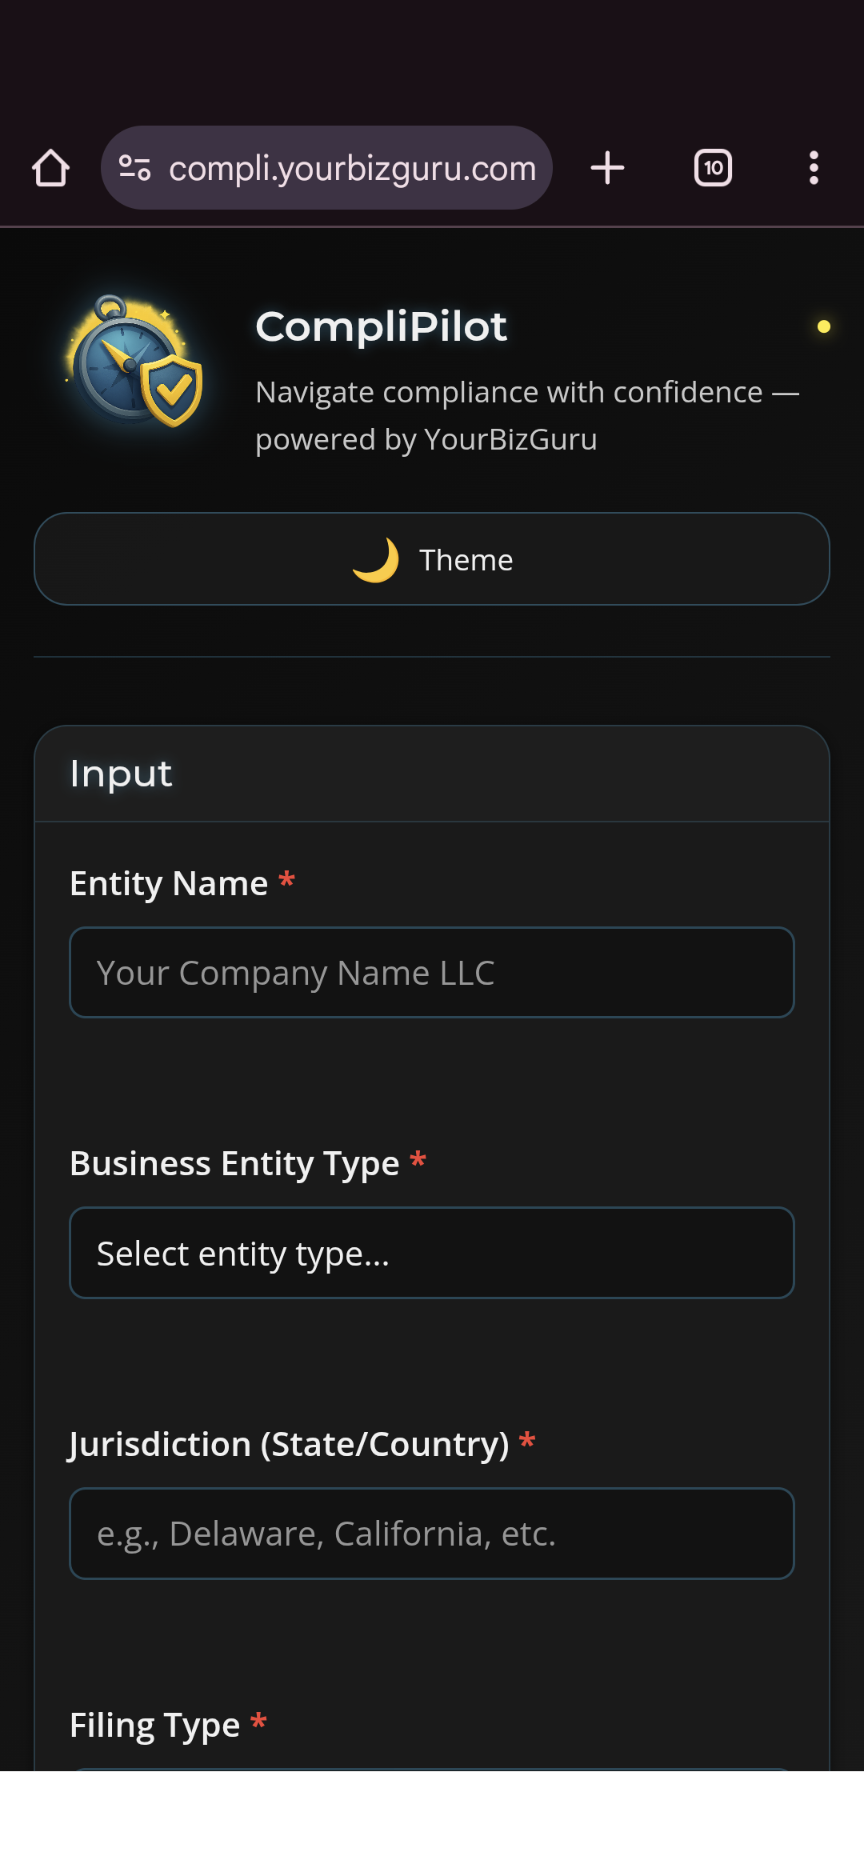 compli.yourbizguru.com
10
CompliPilot
Navigate compliance with confidence —
powered by YourBizGuru
🌙 Theme
Input
Entity Name *
Your Company Name LLC
Business Entity Type *
Select entity type...
Jurisdiction (State/Country) *
e.g., Delaware, California, etc.
Filing Type *